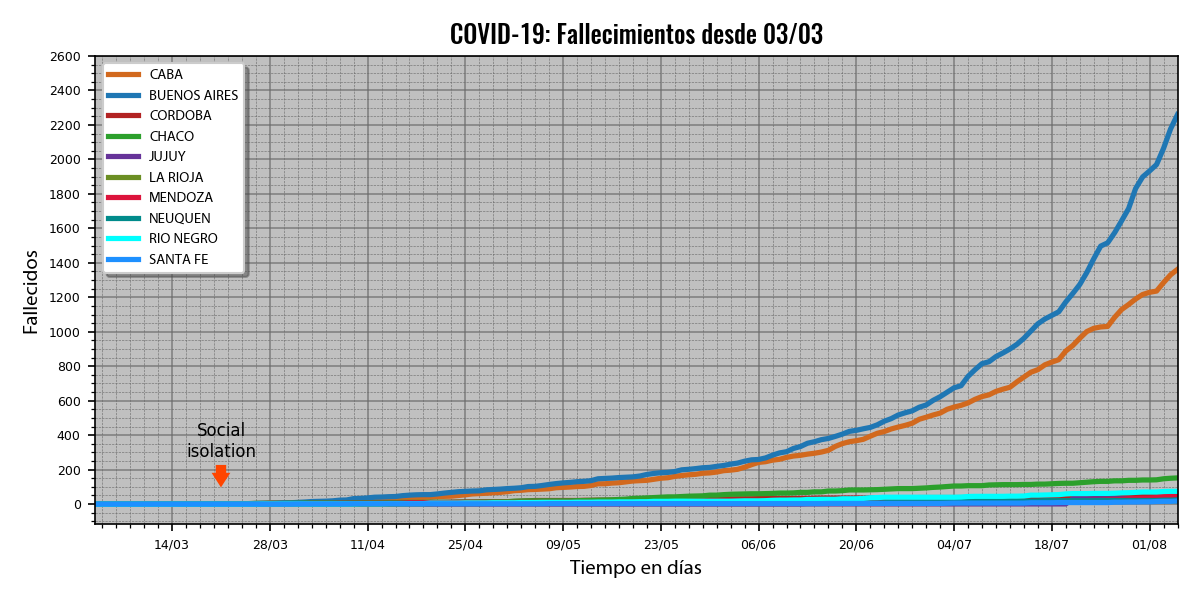 COVID-19: Fallecimientos desde 03/03
2600
2400
2200
2000
1800
1600
1400
1200
1000
800
600
400
200
0
Fallecidos
CABA
BUENOS AIRES
CORDOBA
CHACO
JUJUY
LA RIOJA
MENDOZA
NEUQUEN
RIO NEGRO
SANTA FE
Social
isolation
14/03 28/03 11/04 25/04 09/05 23/05 06/06 20/06 04/07 18/07 01/08
Tiempo en días